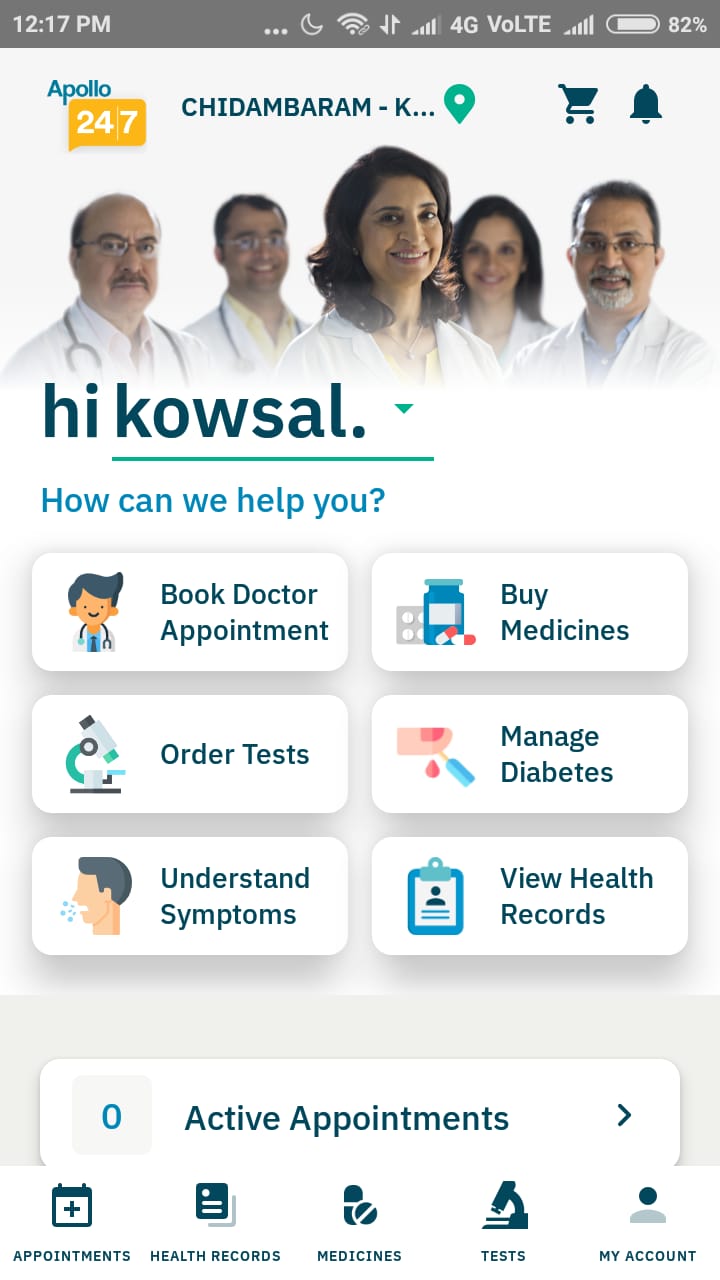 12:17 PM
... 4G VoLTE 82%
Apollo
24|7
CHIDAMBARAM - K...
hi kowsal.
How can we help you?
Book Doctor
Appointment
Buy
Medicines
Order Tests
Manage
Diabetes
Understand
Symptoms
View Health
Records
0 Active Appointments
APPOINTMENTS HEALTH RECORDS MEDICINES TESTS MY ACCOUNT